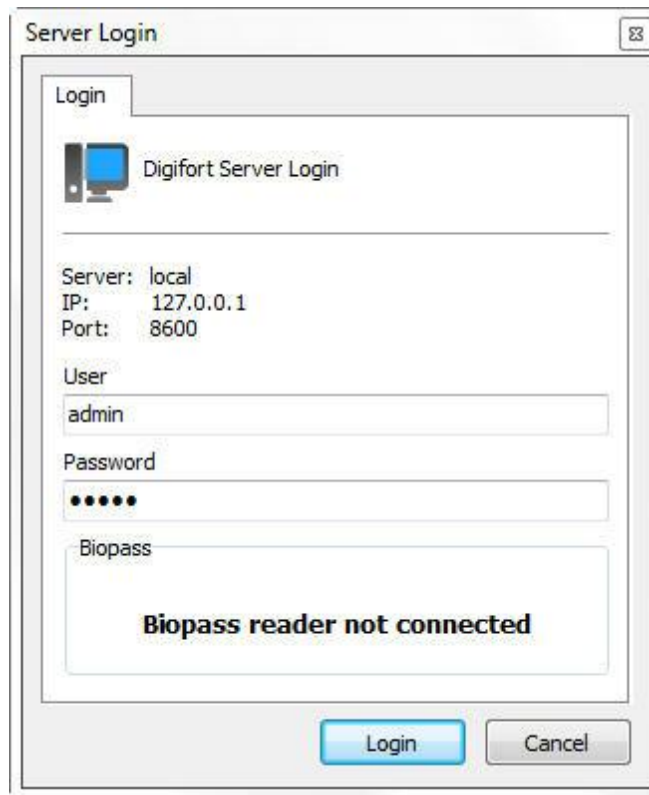 Server Login
Login
Digifort Server Login
Server: local
IP: 127.0.0.1
Port: 8600
User
admin
Password
•••••
Biopass
Biopass reader not connected
Login
Cancel